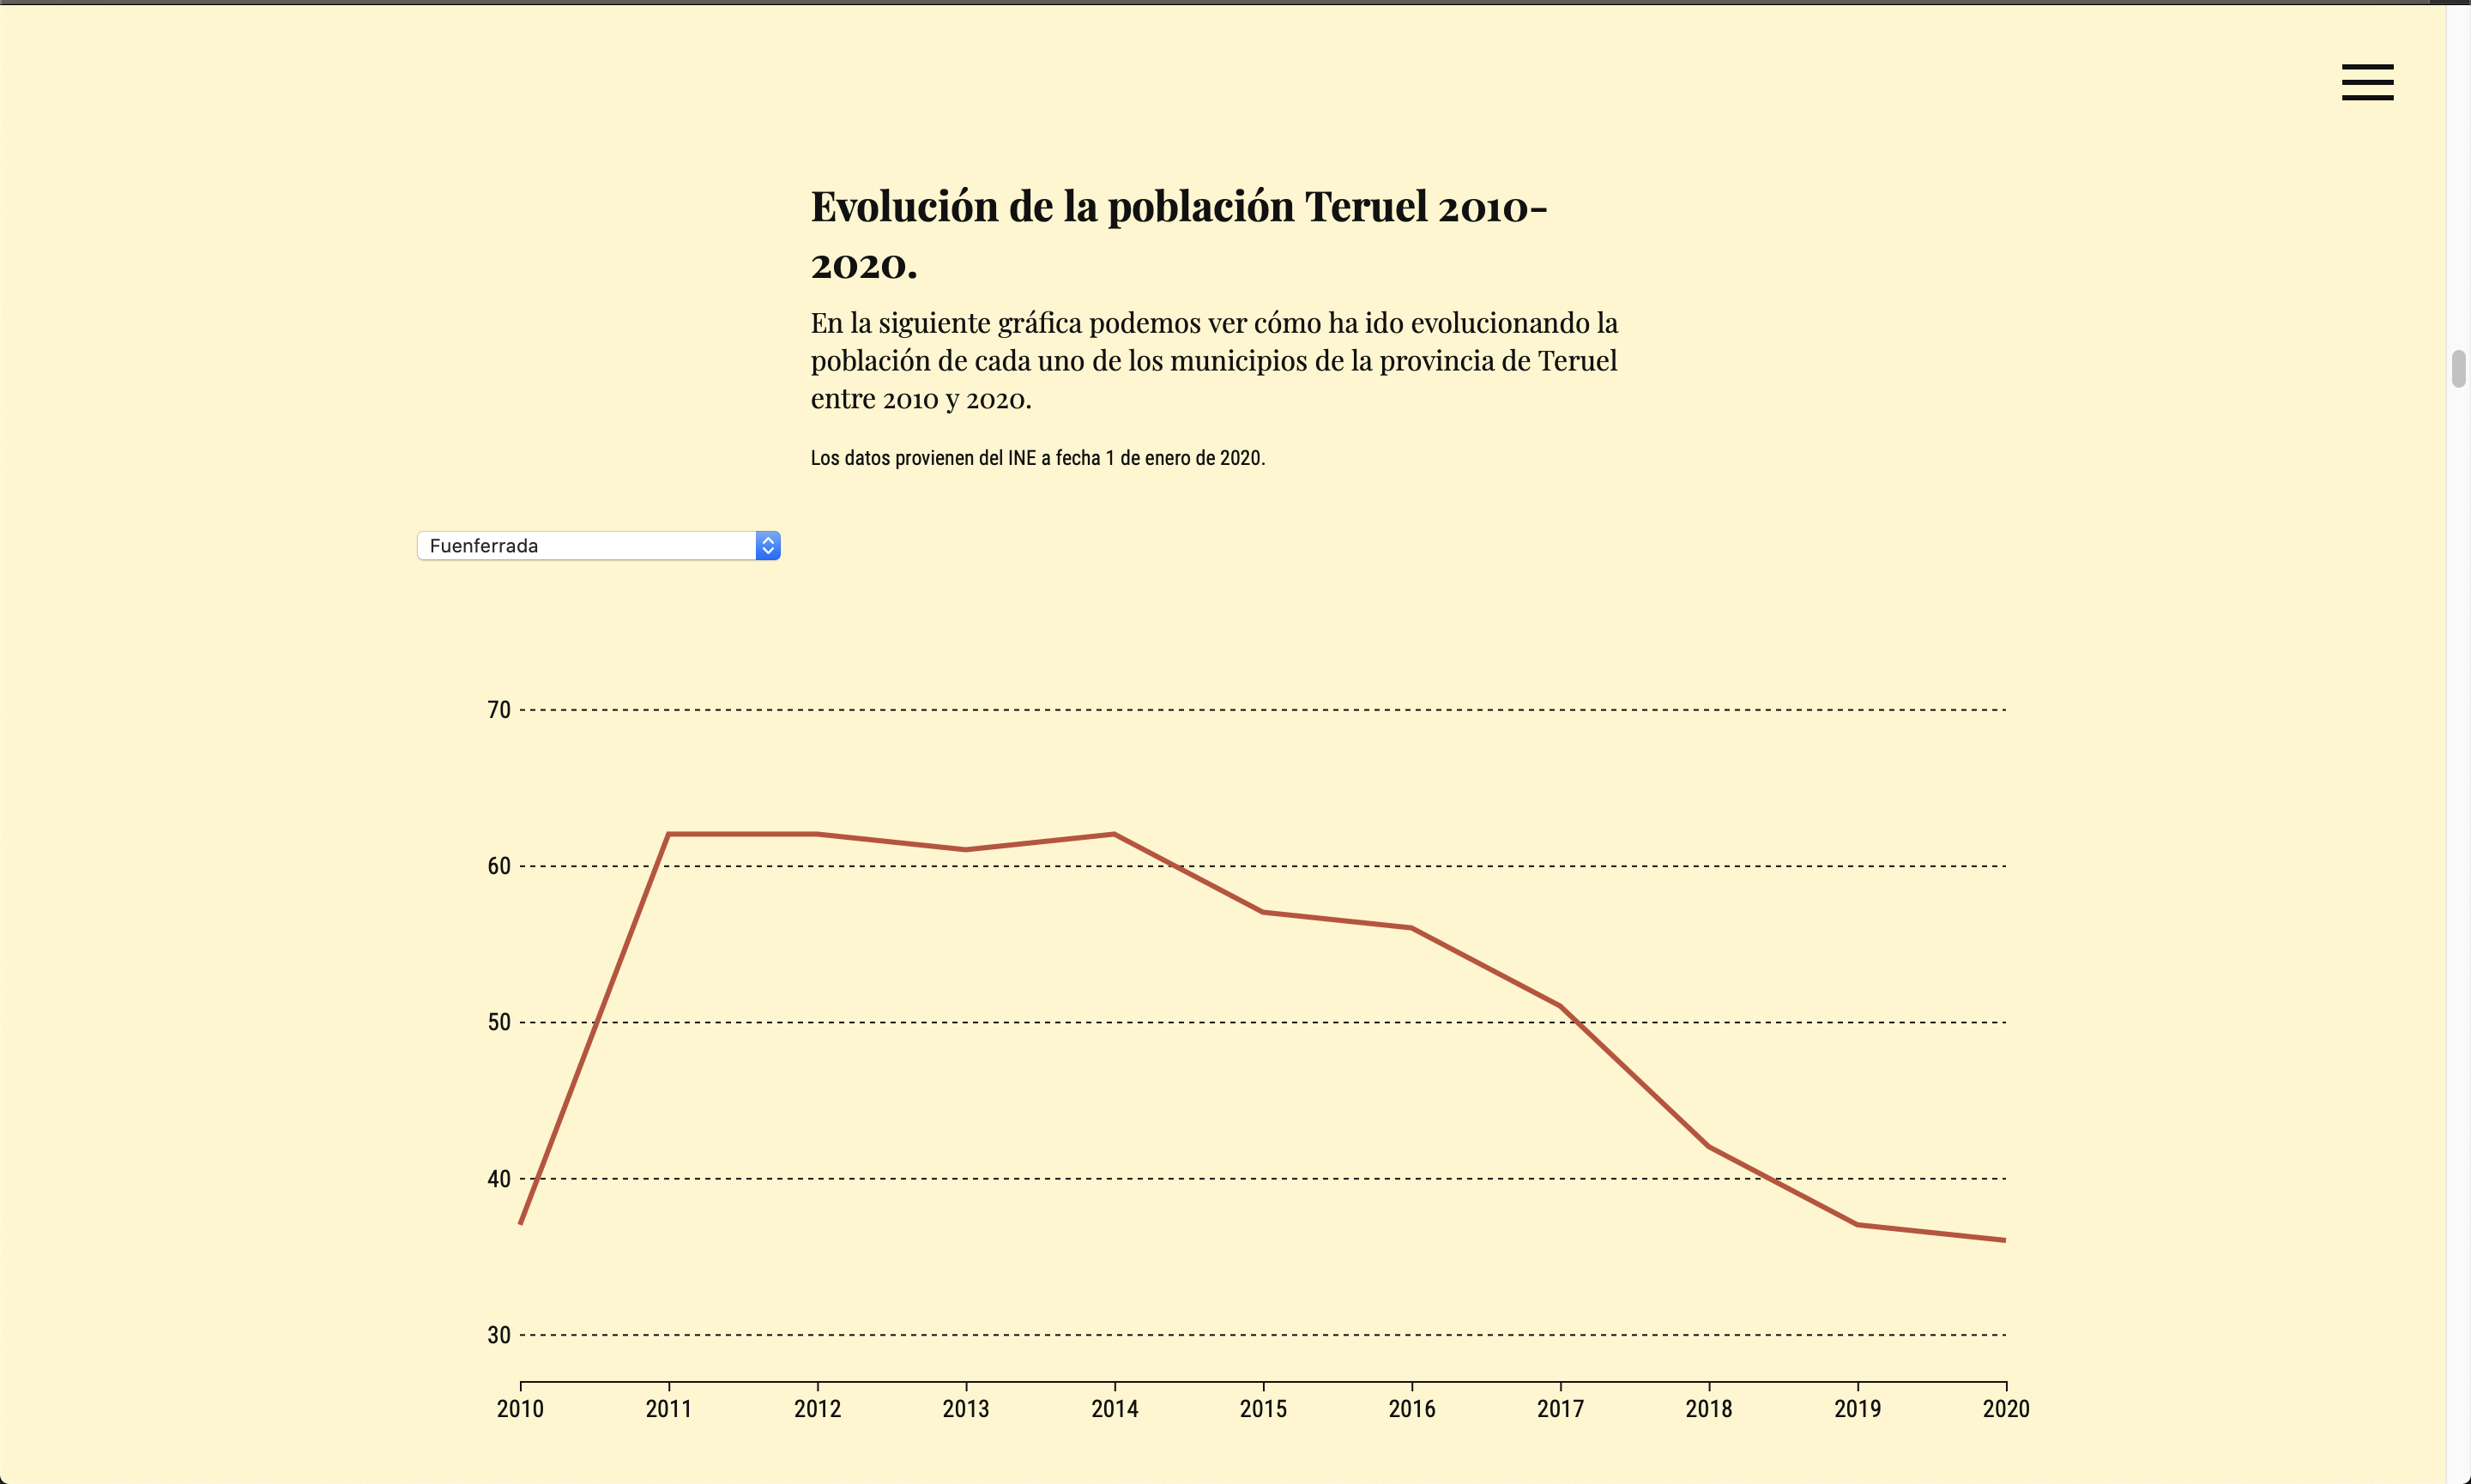 Evolución de la población Teruel 2010-
2020.
En la siguiente gráfica podemos ver cómo ha ido evolucionando la
población de cada uno de los municipios de la provincia de Teruel
entre 2010 y 2020.
Los datos provienen del INE a fecha 1 de enero de 2020.
Fuenferrada
70
60
50
40
30
2010 2011 2012 2013 2014 2015 2016 2017 2018 2019 2020